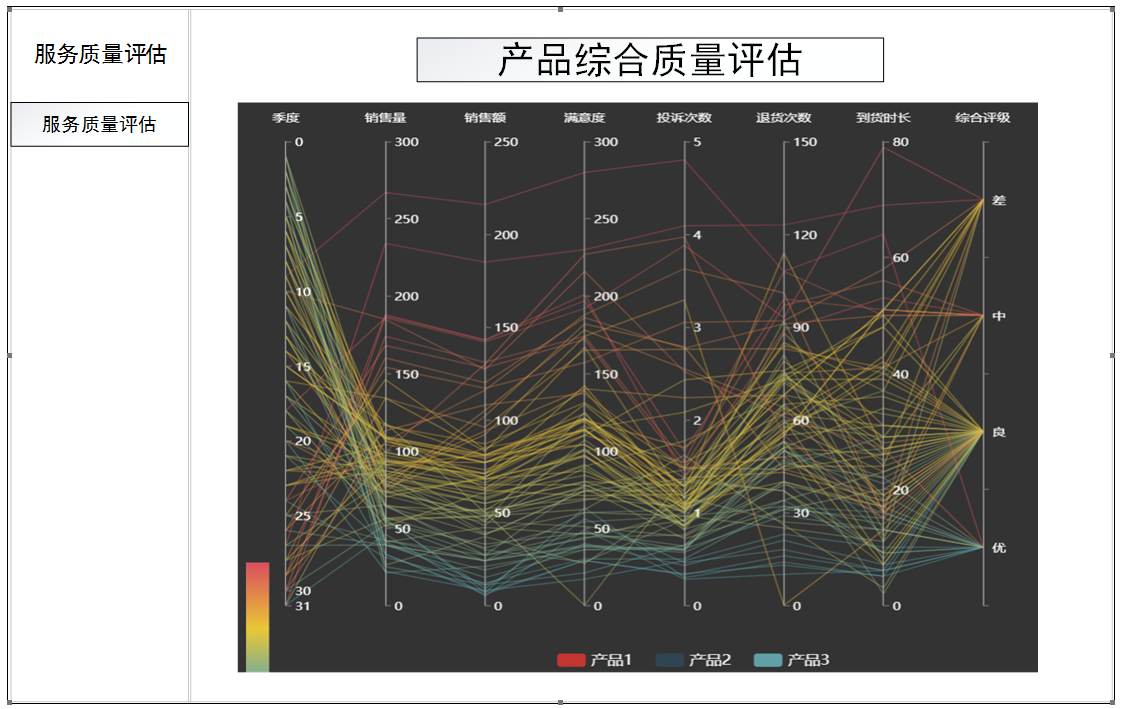 服务质量评估
服务质量评估
产品综合质量评估
季度 销售量 销售额 满意度 投诉次数 退货次数 到货时长 综合评级
0 300 250 300 5 150 80
差
5 250 200 250 4 120 60
10 200 150 200 3 90 中
15 150 100 150 2 60 40
20 100 50 100 1 30 20 良
25 50 50 优
30
31 0 0 0 0 0 0
产品1 产品2 产品3